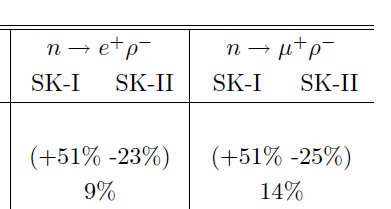 n → e⁺ρ⁻ n → μ⁺ρ⁻
SK-I SK-II SK-I SK-II
(+51% -23%) (+51% -25%)
9% 14%